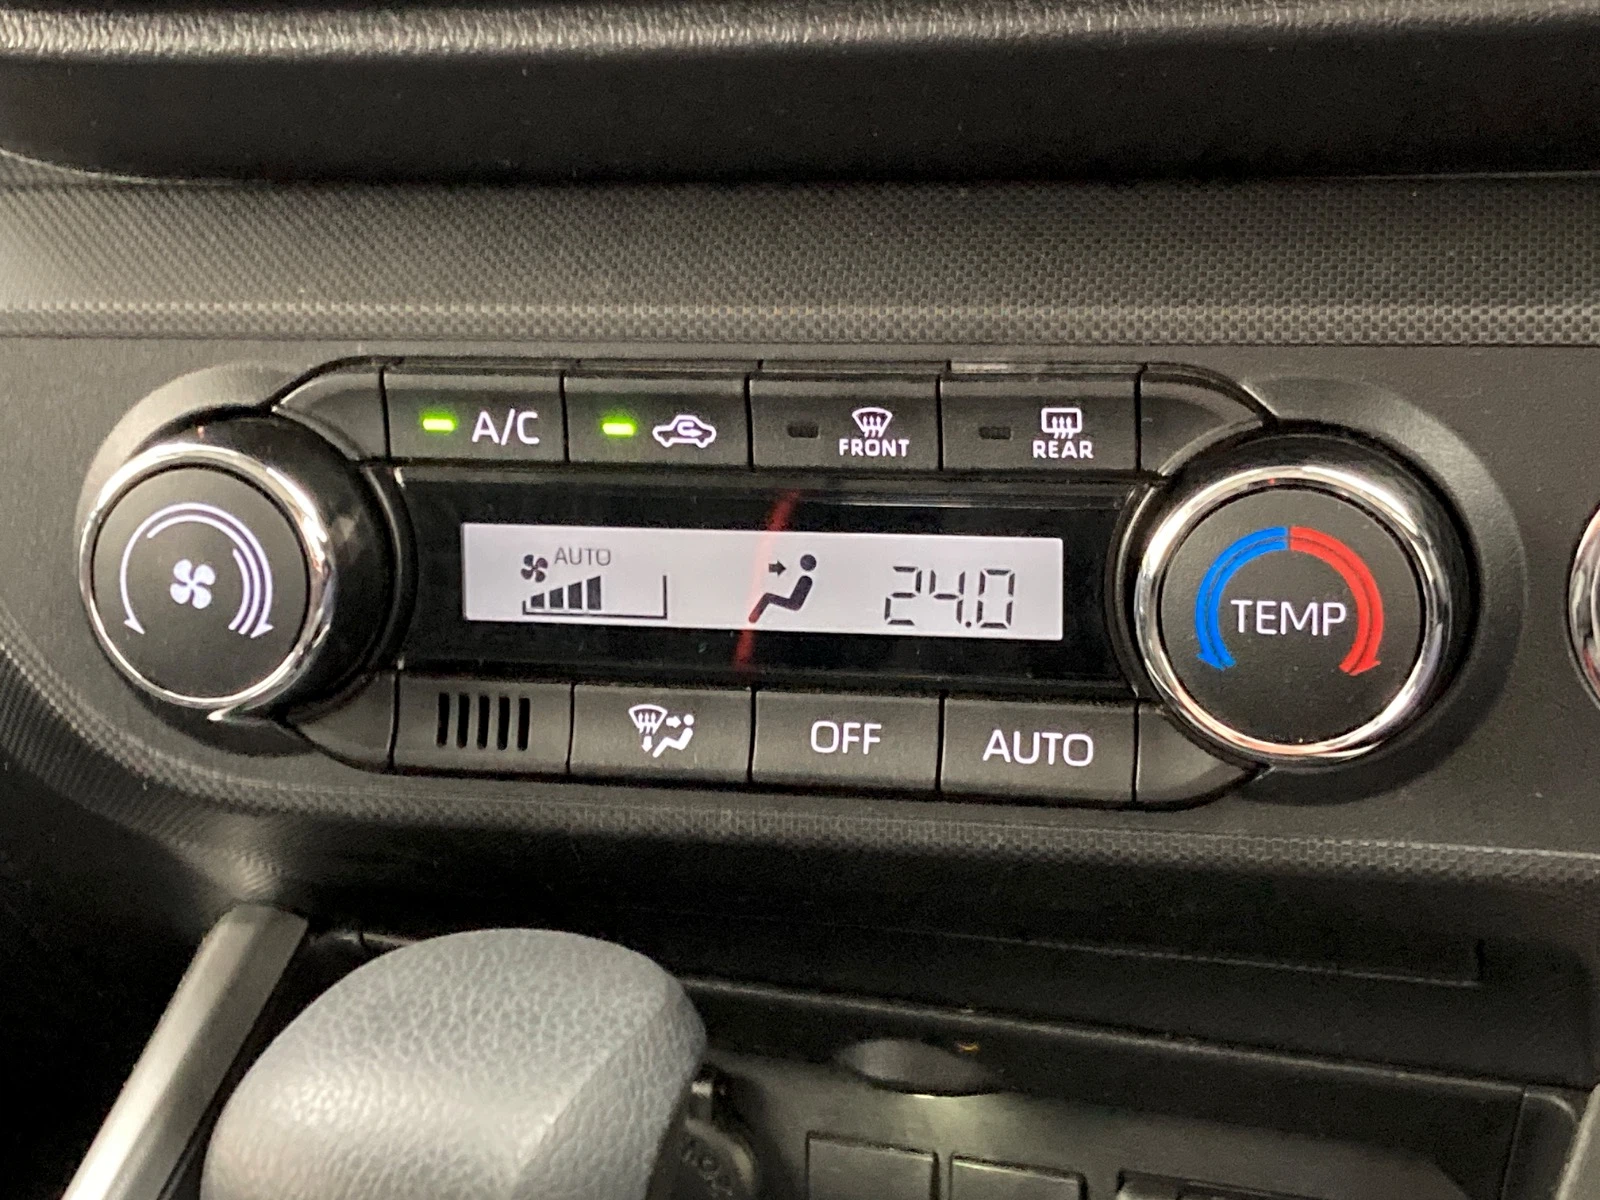 A/C
FRONT
REAR
AUTO
24.0
TEMP
OFF
AUTO